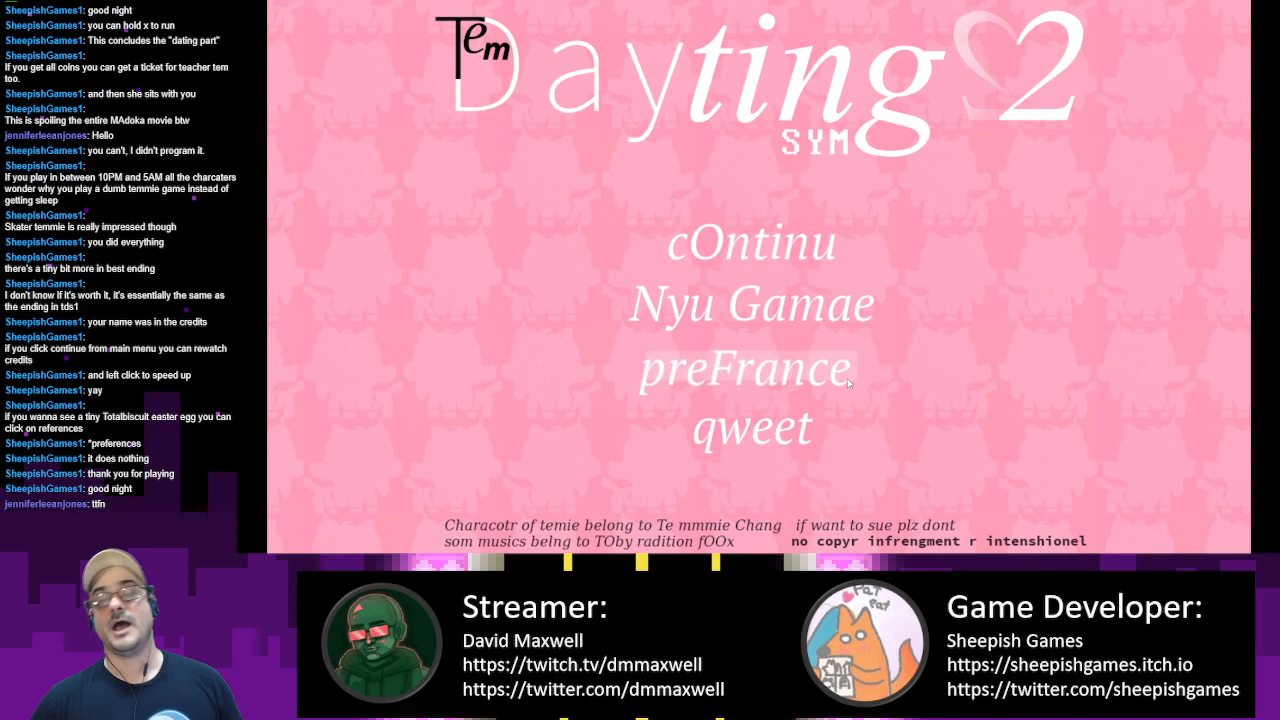 SheepishGames1: good night
SheepishGames1: you can hold x to run
SheepishGames1: This concludes the "dating part"
SheepishGames1:
If you get all coins you can get a ticket for teacher tem
too.
SheepishGames1: and then she sits with you
SheepishGames1:
This is spoiling the entire MAdoka movie btw
jenniferleeanjones: Hello
SheepishGames1: you can't, I didn't program it.
SheepishGames1:
If you play in between 10PM and 5AM all the charcaters
wonder why you play a dumb temmie game instead of
getting sleep
SheepishGames1:
Skater temmie is really impressed though
SheepishGames1: you did everything
SheepishGames1:
there's a tiny bit more in best ending
SheepishGames1:
I don't know if it's worth it, it's essentially the same as
the ending in tds1
SheepishGames1: your name was in the credits
SheepishGames1:
if you click continue from main menu you can rewatch
credits
SheepishGames1: and left click to speed up
SheepishGames1: yay
SheepishGames1:
if you wanna see a tiny Totalbiscuit easter egg you can
click on references
SheepishGames1: *preferences
SheepishGames1: it does nothing
SheepishGames1: thank you for playing
SheepishGames1: good night
jenniferleeanjones: ttfn
Tem
Dayting 2
SYM
cOntinu
Nyu Gamae
preFrance
qweet
Characotr of temie belong to Te mmmie Chang if want to sue plz dont
som musics belng to TOby radition fOOx no copyr infrengment r intenshionel
Streamer:
David Maxwell
https://twitch.tv/dmmaxwell
https://twitter.com/dmmaxwell
PaT
Pat
Game Developer:
Sheepish Games
https://sheepishgames.itch.io
https://twitter.com/sheepishgames